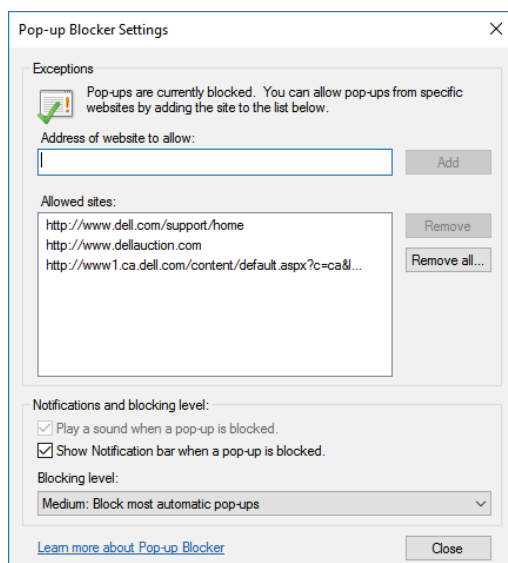 Pop-up Blocker Settings
Exceptions
Pop-ups are currently blocked. You can allow pop-ups from specific
websites by adding the site to the list below.
Address of website to allow:
Add
Allowed sites:
http://www.dell.com/support/home
http://www.dellauction.com
http://www1.ca.dell.com/content/default.aspx?c=ca&l...
Remove
Remove all...
Notifications and blocking level:
Play a sound when a pop-up is blocked.
Show Notification bar when a pop-up is blocked.
Blocking level:
Medium: Block most automatic pop-ups
Learn more about Pop-up Blocker
Close